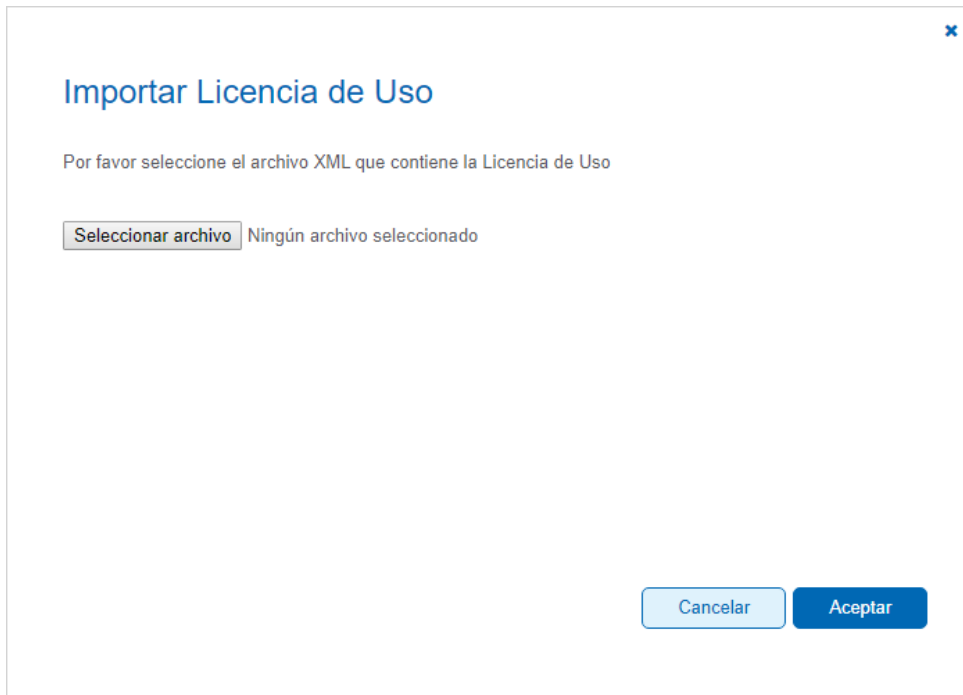 Importar Licencia de Uso
Por favor seleccione el archivo XML que contiene la Licencia de Uso
Seleccionar archivo Ningún archivo seleccionado
Cancelar Aceptar